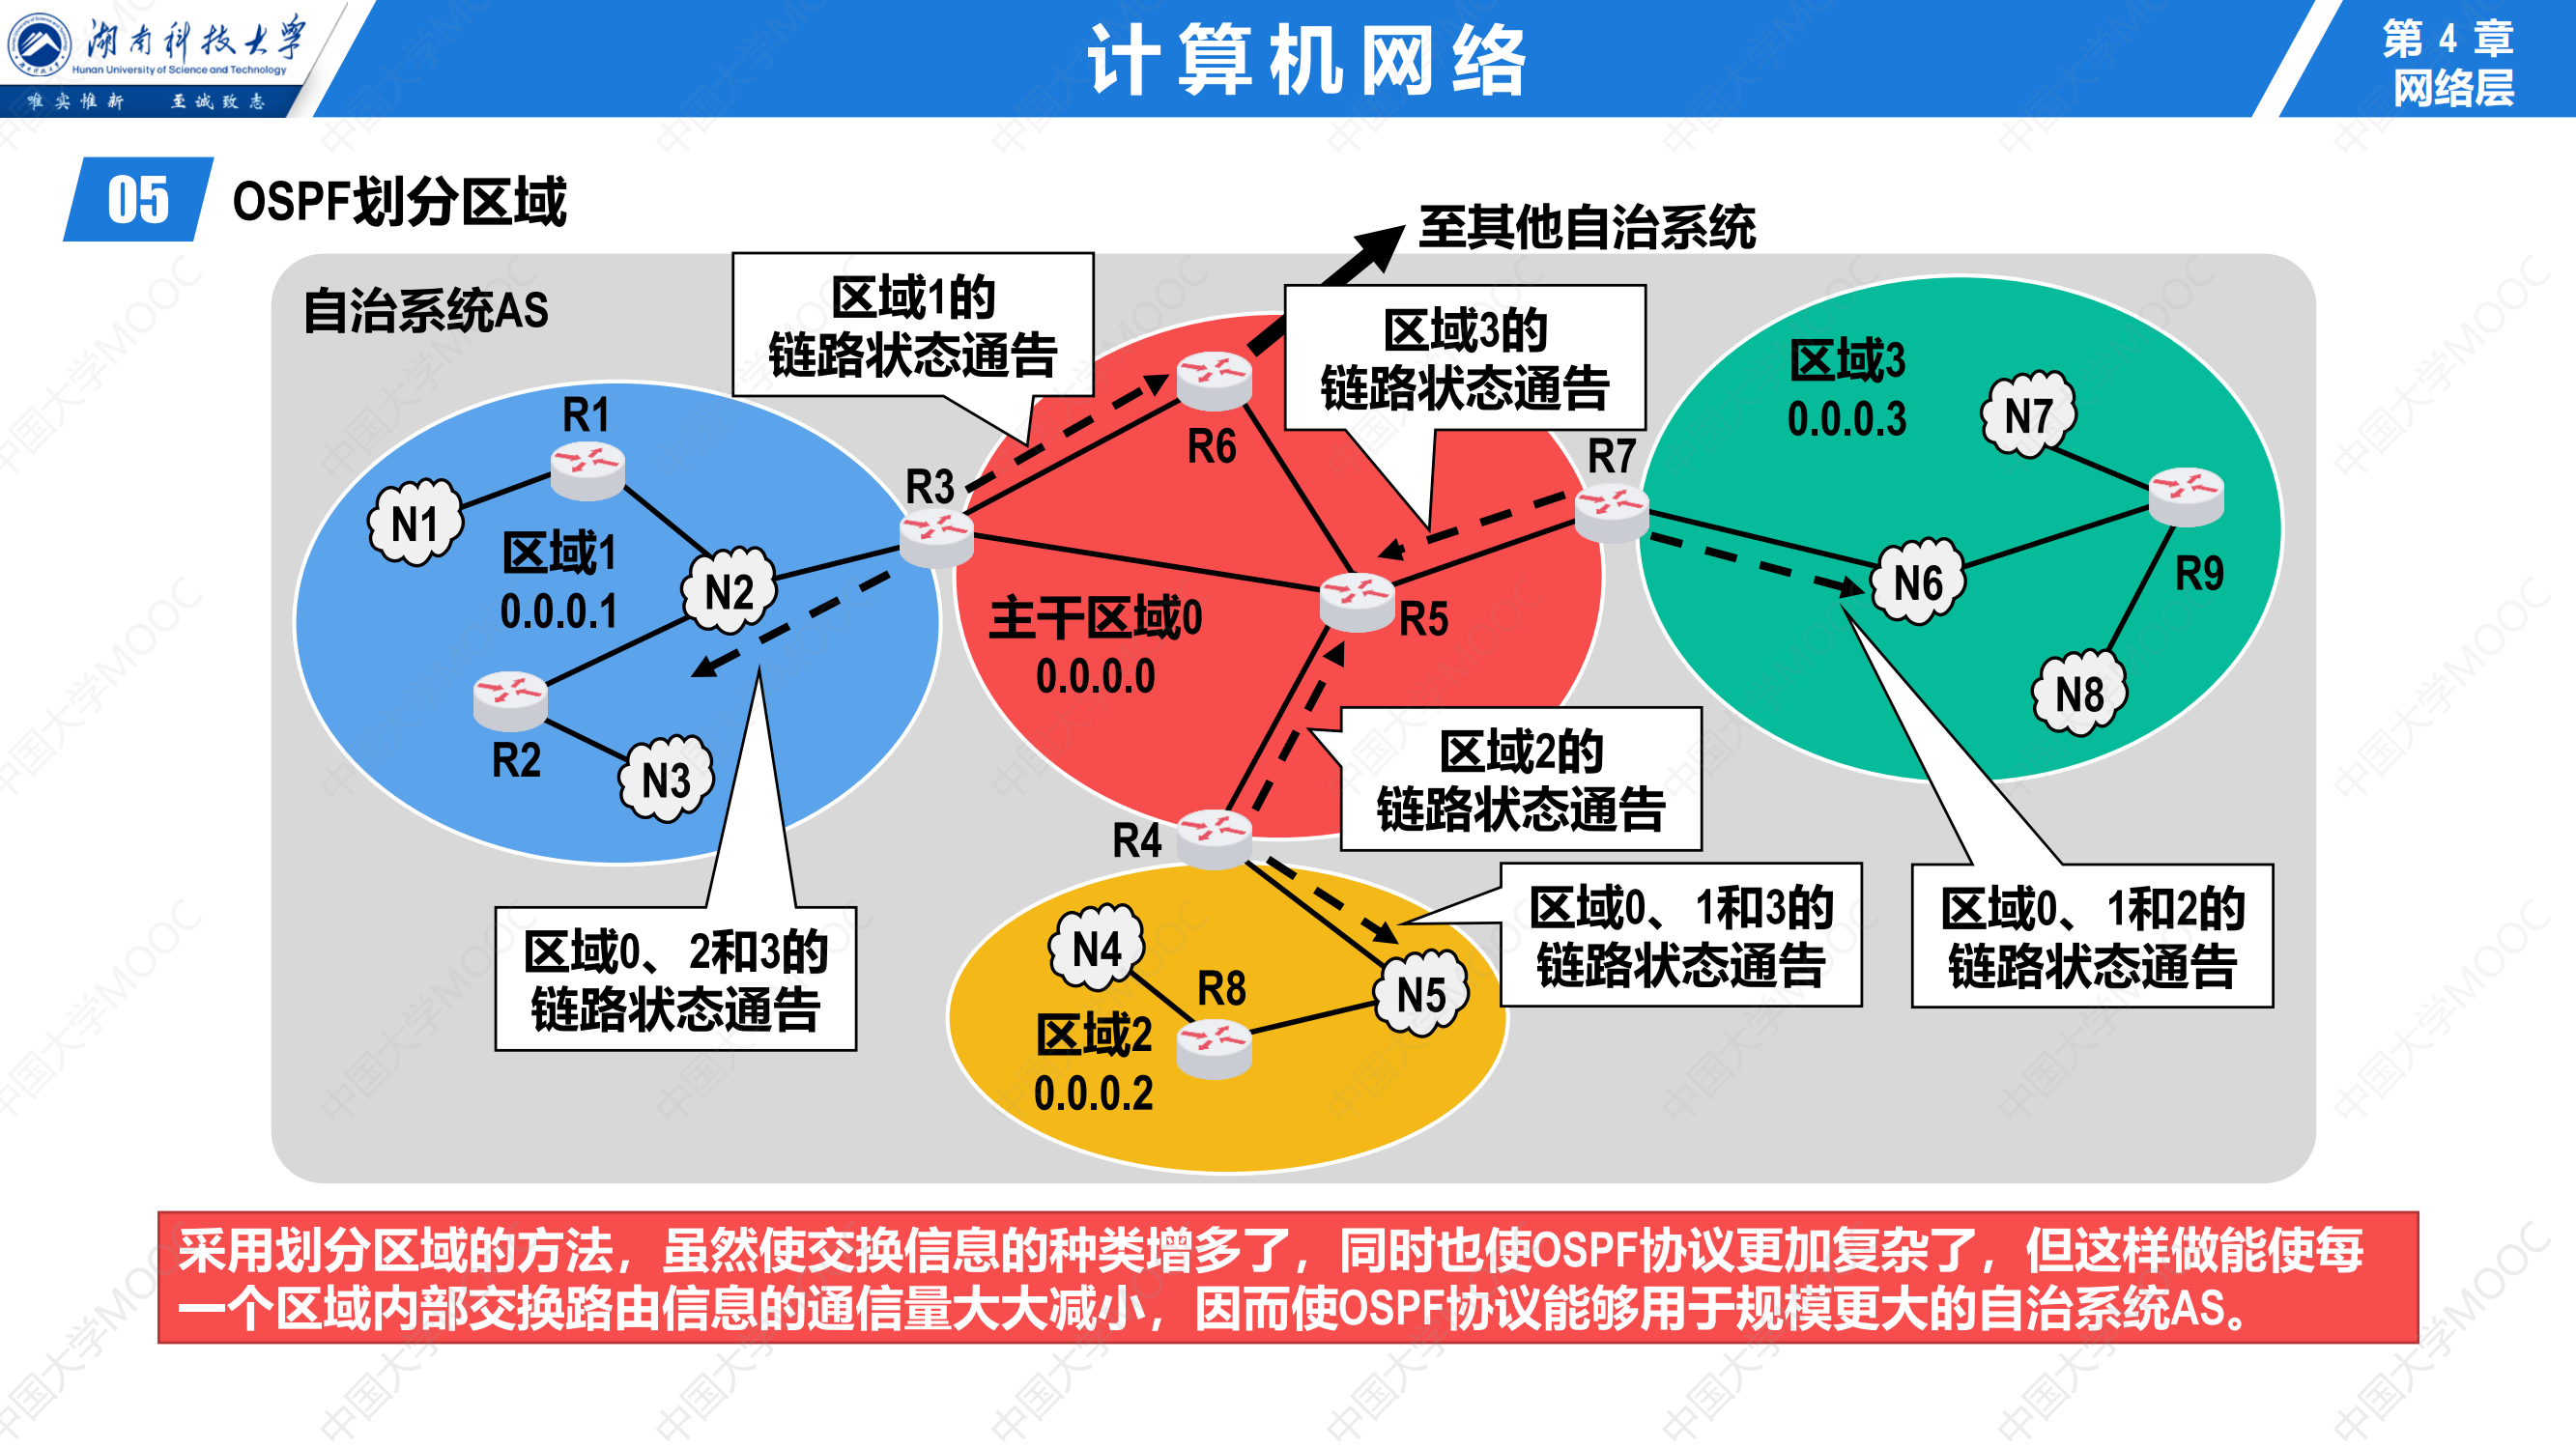 湖南科技大学
Hunan University of Science and Technology
唯实惟新 至诚致志
计算机网络
第 4 章
网络层
05
OSPF划分区域
至其他自治系统
自治系统AS
区域1的
链路状态通告
区域3的
链路状态通告
区域3
0.0.0.3
N7
R1
R6
R7
R3
N1
区域1
0.0.0.1
N2
R9
N6
主干区域0
0.0.0.0
R5
N8
R2
N3
区域2的
链路状态通告
R4
区域0、2和3的
链路状态通告
N4
R8
N5
区域2
0.0.0.2
区域0、1和3的
链路状态通告
区域0、1和2的
链路状态通告
采用划分区域的方法，虽然使交换信息的种类增多了，同时也使OSPF协议更加复杂了，但这样做能使每
一个区域内部交换路由信息的通信量大大减小，因而使OSPF协议能够用于规模更大的自治系统AS。
中国大学MOOC